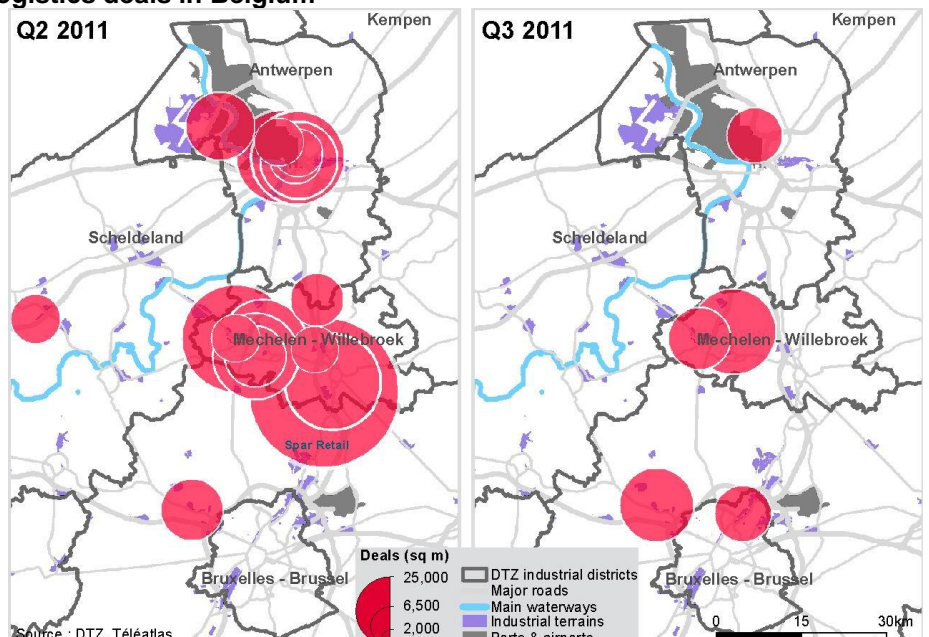 ogistics deals in Belgium
Q2 2011
Kempen
Antwerpen
Scheldeland
Mechelen - Willebroek
Spar Retail
Bruxelles - Brussel
Source : DTZ, Téléatlas
Q3 2011
Kempen
Antwerpen
Scheldeland
Mechelen - Willebroek
Bruxelles - Brussel
Deals (sq m)
25,000
6,500
2,000
DTZ industrial districts
Major roads
Main waterways
Industrial terrains
Ports & airports
0 15 30km